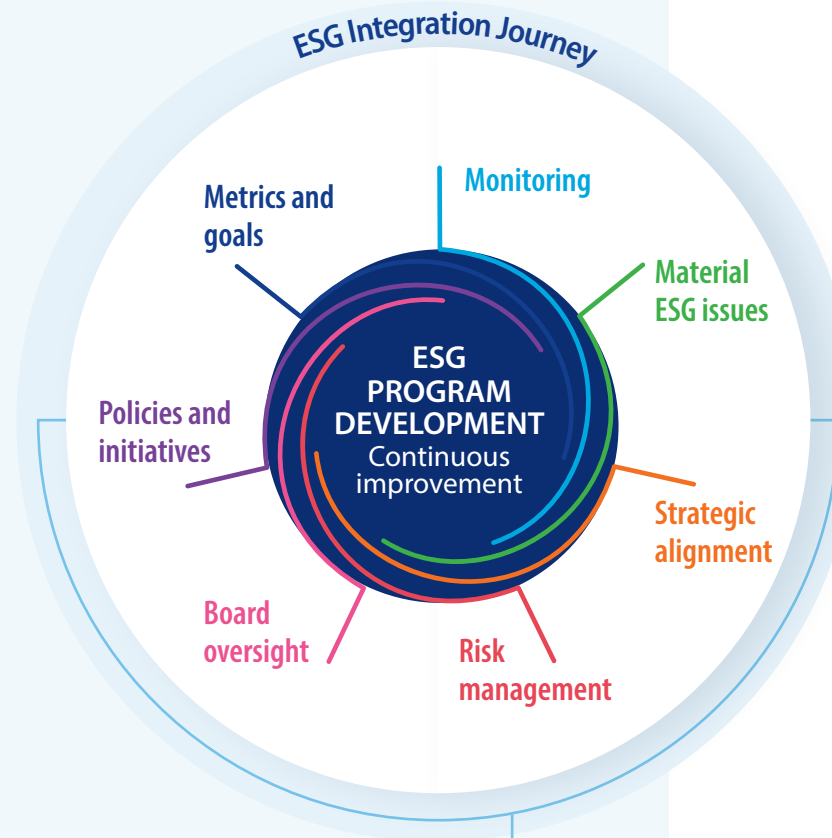 ESG Integration Journey
Monitoring
Metrics and
goals
Material
ESG issues
ESG
PROGRAM
DEVELOPMENT
Continuous
improvement
Policies and
initiatives
Strategic
alignment
Board
oversight
Risk
management